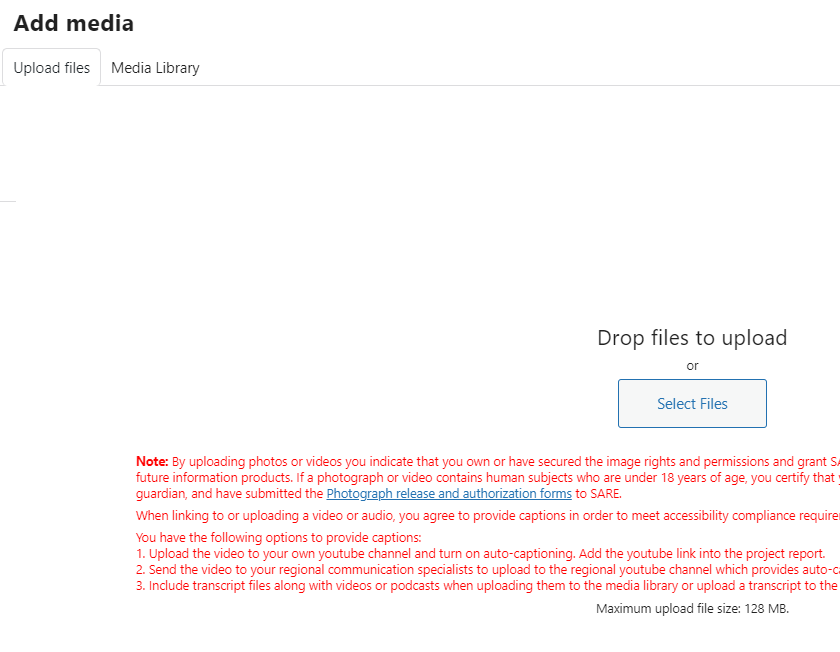 Add media
Upload files
Media Library
Drop files to upload
or
Select Files
Note: By uploading photos or videos you indicate that you own or have secured the image rights and permissions and grant
future information products. If a photograph or video contains human subjects who are under 18 years of age, you certify that
guardian, and have submitted the Photograph release and authorization forms to SARE.
When linking to or uploading a video or audio, you agree to provide captions in order to meet accessibility compliance
You have the following options to provide captions:
1. Upload the video to your own youtube channel and turn on auto-captioning. Add the youtube link into the project report.
2. Send the video to your regional communication specialists to upload to the regional youtube channel which provides
3. Include transcript files along with videos or podcasts when uploading them to the media library or upload a transcript to the
Maximum upload file size: 128 MB.